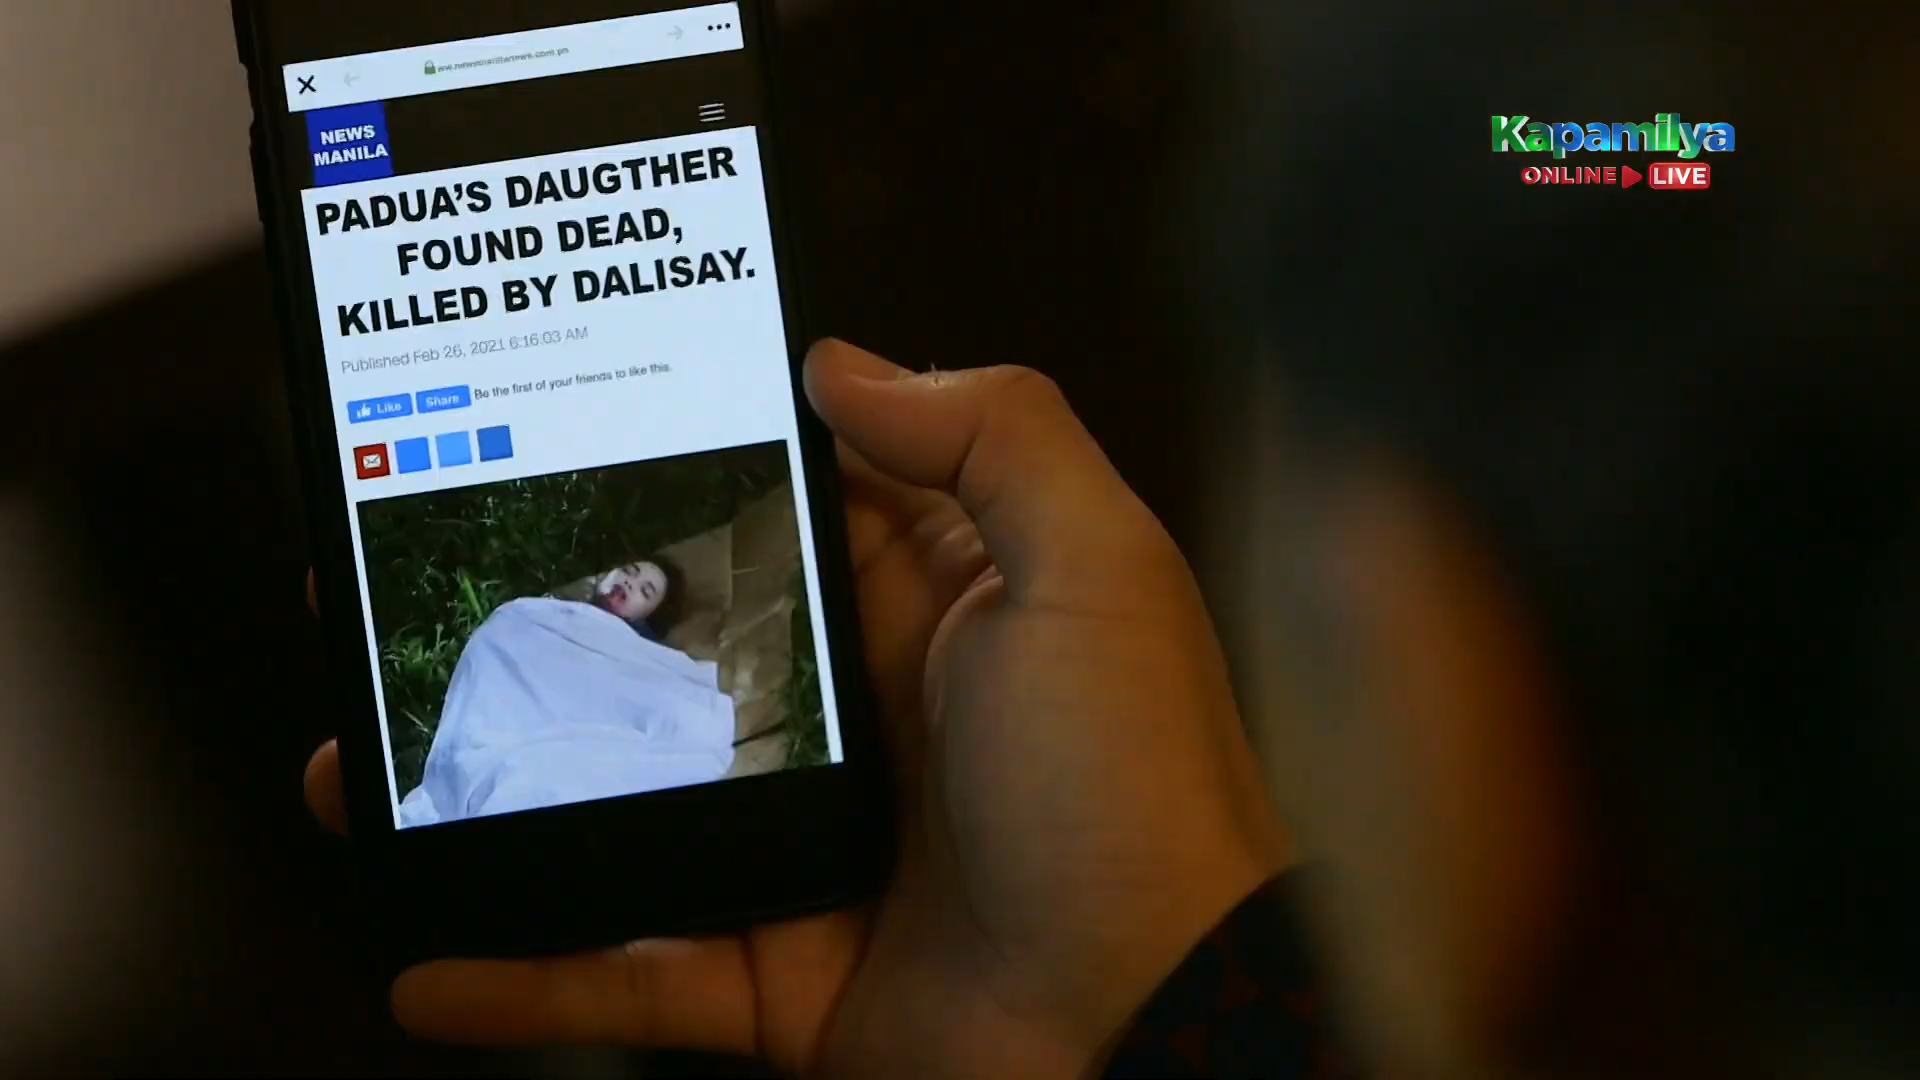 NEWS
MANILA
PADUA'S DAUGTHER
FOUND DEAD,
KILLED BY DALISAY.
Published Feb 26, 2021 6:16:03 AM
Like Share Be the first of your friends to like this.
Kapamilya
ONLINE LIVE